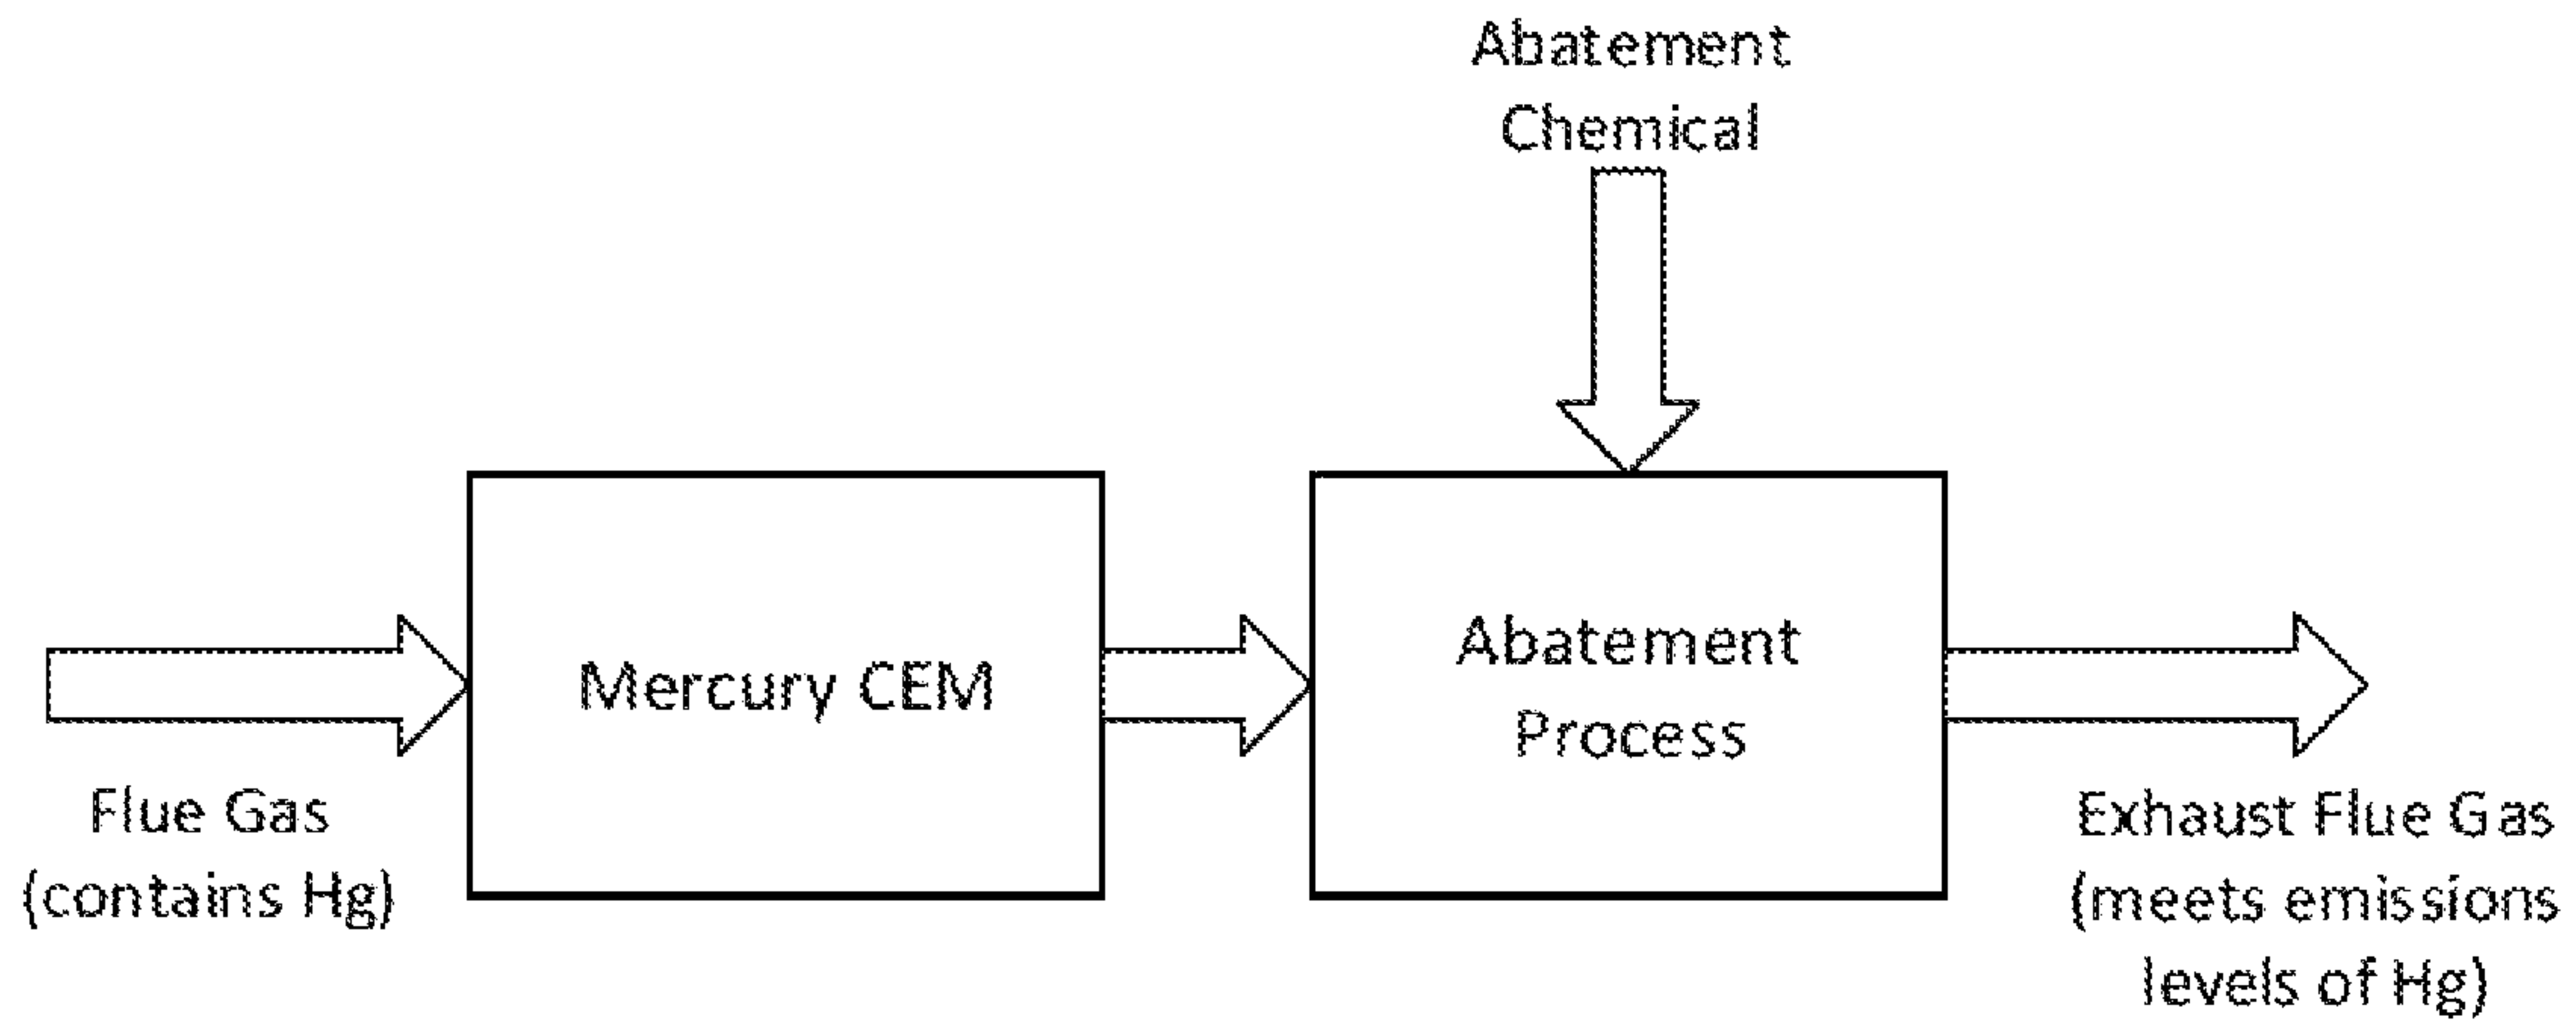 Abatement
Chemical
Mercury CEM
Abatement
Process
Flue Gas
(contains Hg)
Exhaust Flue Gas
(meets emissions
levels of Hg)